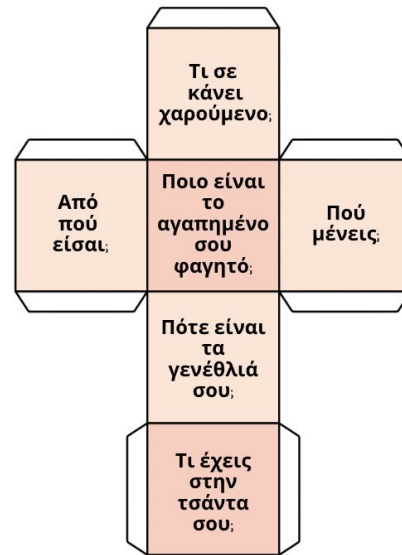 Τι σε
κάνει
χαρούμενο;
Από
πού
είσαι;
Ποιο είναι
το
αγαπημένο
σου
φαγητό;
Πού
μένεις;
Πότε είναι
τα
γενέθλιά
σου;
Τι έχεις
στην
τσάντα
σου;